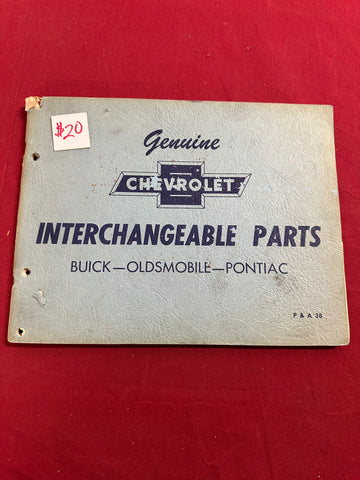 $20
Genuine
CHEVROLET
INTERCHANGEABLE PARTS
BUICK—OLDSMOBILE—PONTIAC
P & A 38